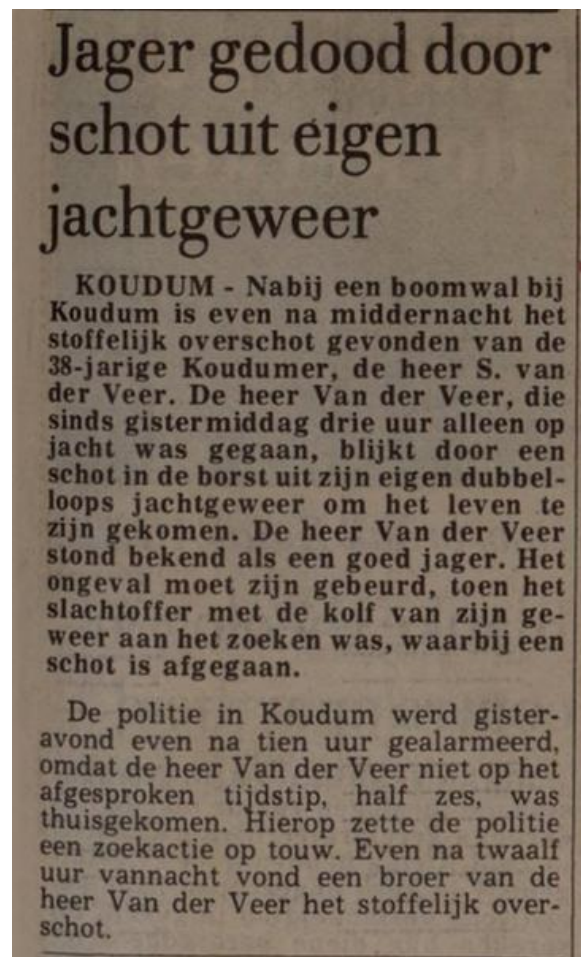 Jager gedood door
schot uit eigen
jachtgeweer
KOUDUM - Nabij een boomwal bij
Koudum is even na middernacht het
stoffelijk overschot gevonden van de
38-jarige Koudumer, de heer S. van
der Veer. De heer Van der Veer, die
sinds gistermiddag drie uur alleen op
jacht was gegaan, blijkt door een
schot in de borst uit zijn eigen dubbel-
loops jachtgeweer om het leven te
zijn gekomen. De heer Van der Veer
stond bekend als een goed jager. Het
ongeval moet zijn gebeurd, toen het
slachtoffer met de kolf van zijn ge-
weer aan het zoeken was, waarbij een
schot is afgegaan.
De politie in Koudum werd gister-
avond even na tien uur gealarmeerd,
omdat de heer Van der Veer niet op het
afgesproken tijdstip, half zes, was
thuisgekomen. Hierop zette de politie
een zoekactie op touw. Even na twaalf
uur vannacht vond een broer van de
heer Van der Veer het stoffelijk over-
schot.